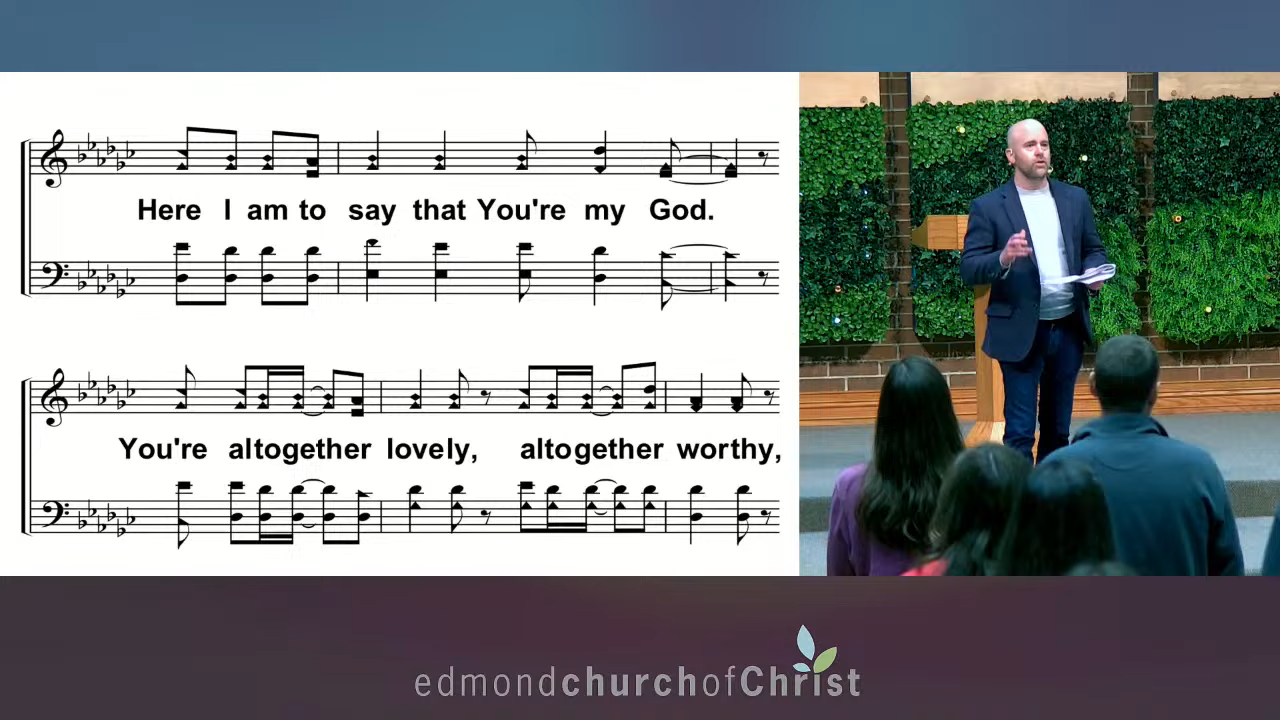 Here I am to say that You're my God.
You're altogether lovely, altogether worthy,
edmondchurchofChrist